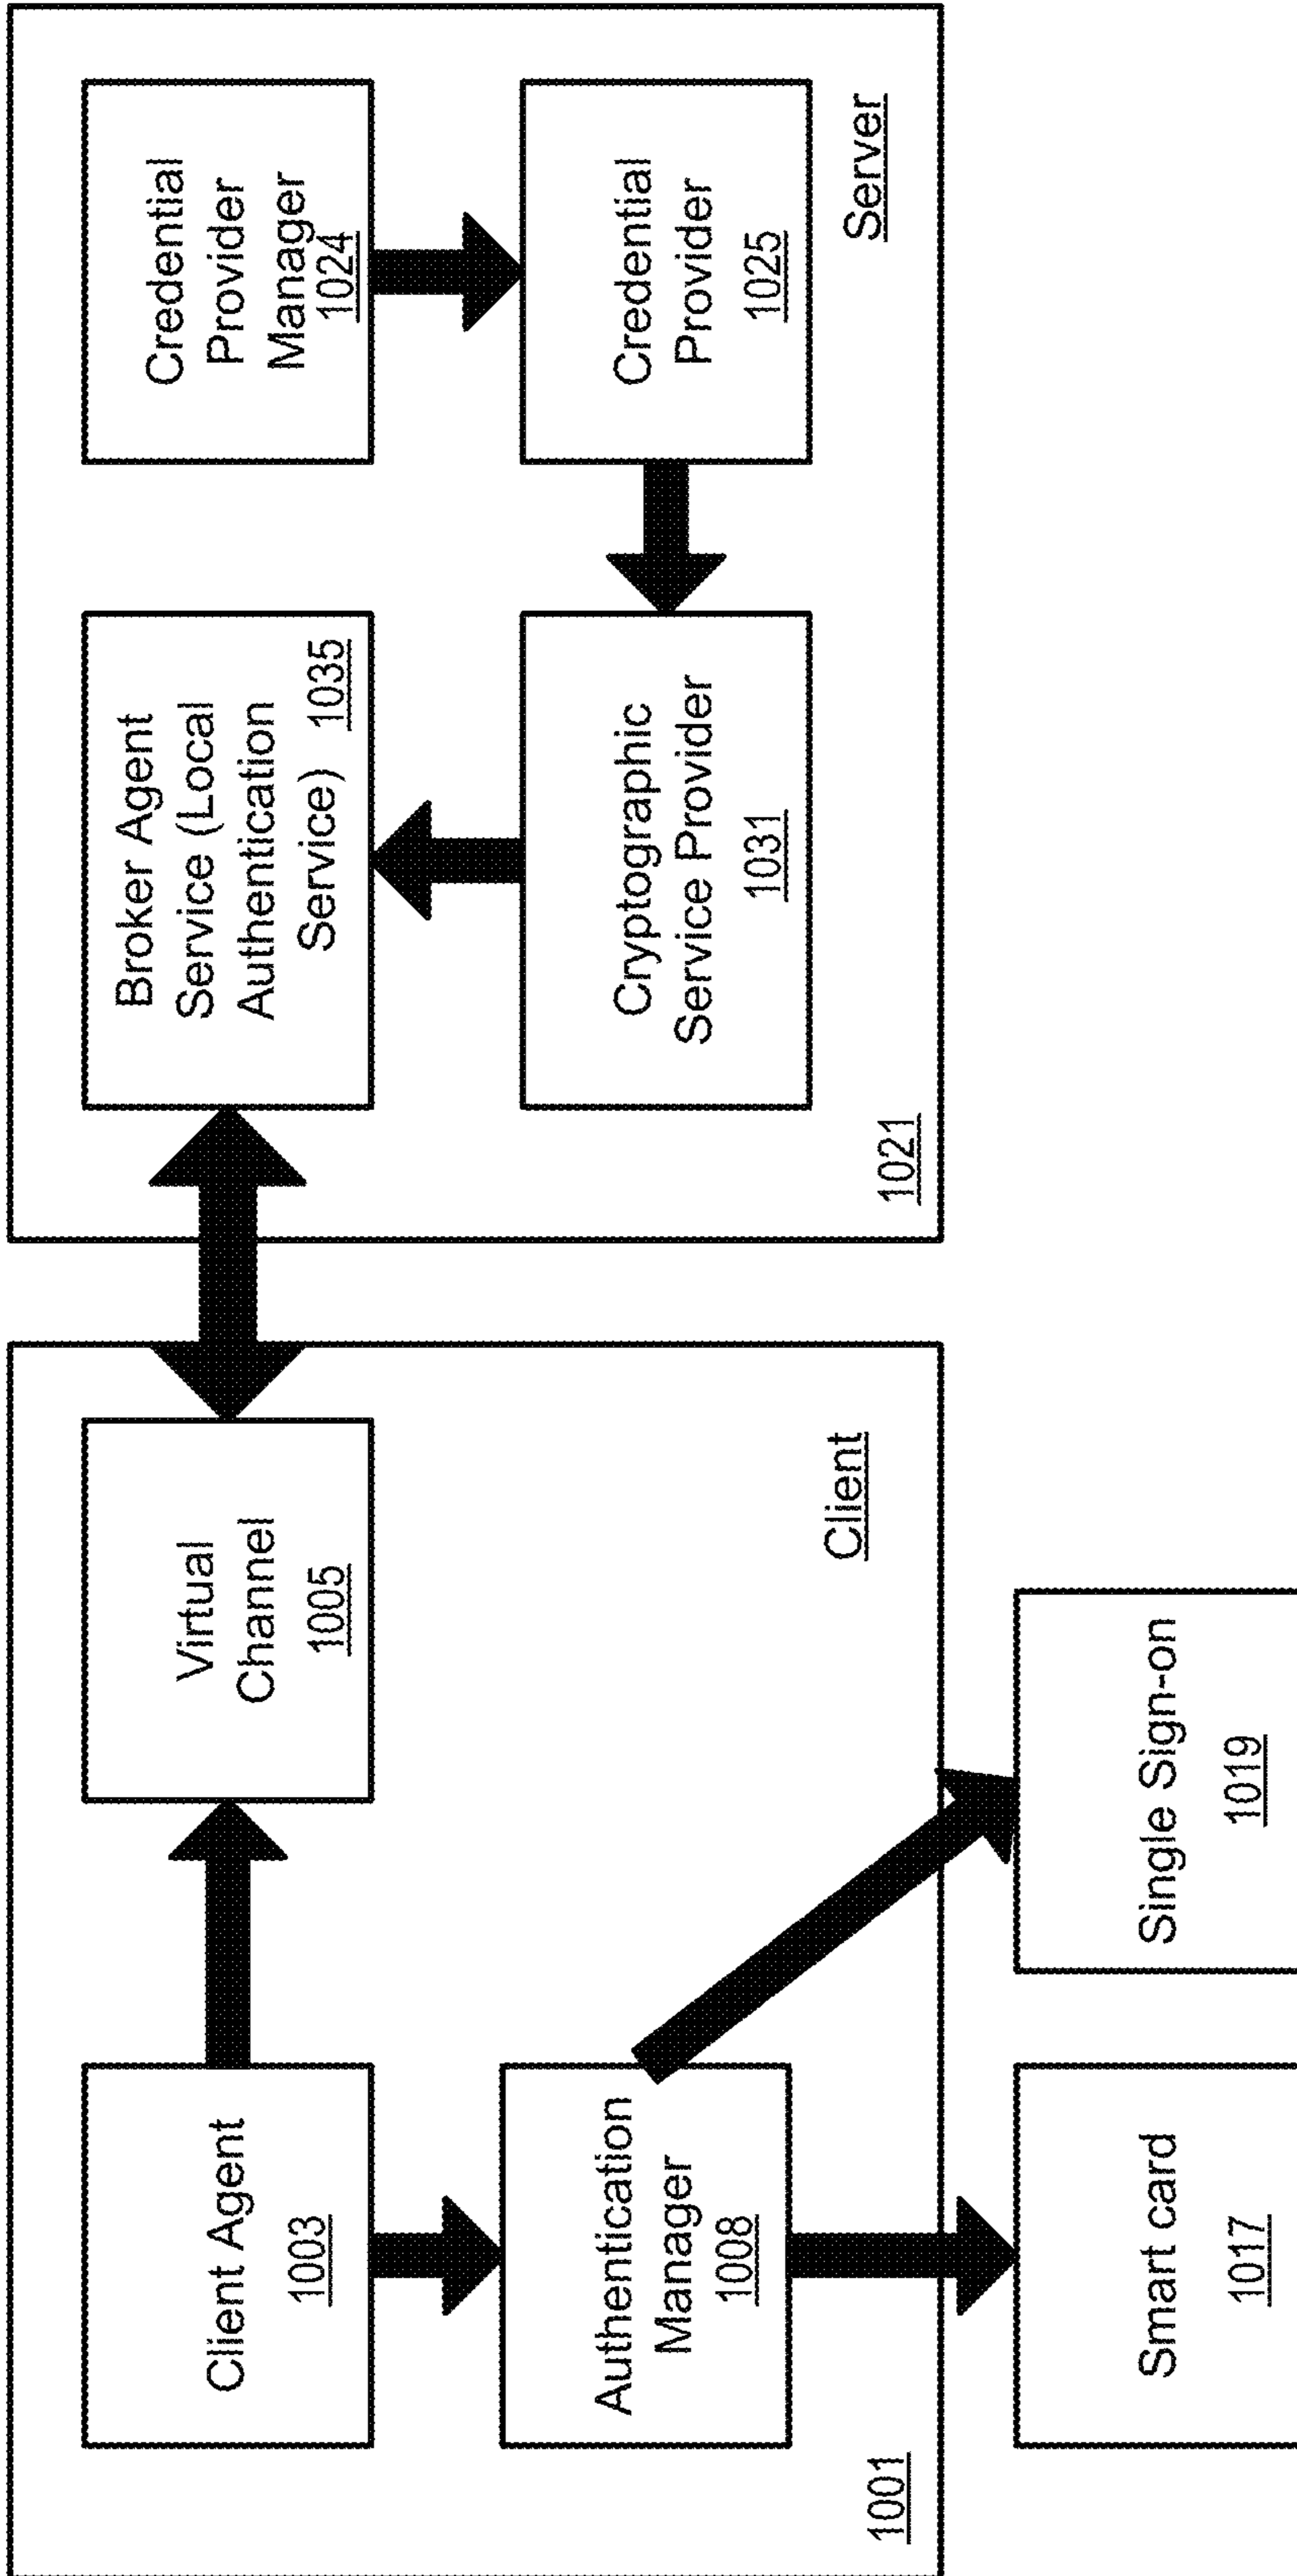 Client Agent
1003
Virtual
Channel
1005
Authentication
Manager
1008
Client
1001
Smart card
1017
Single Sign-on
1019
Broker Agent
Service (Local
Authentication
Service) 1035
Credential
Provider
Manager
1024
Cryptographic
Service Provider
1031
Credential
Provider
1025
1021
Server